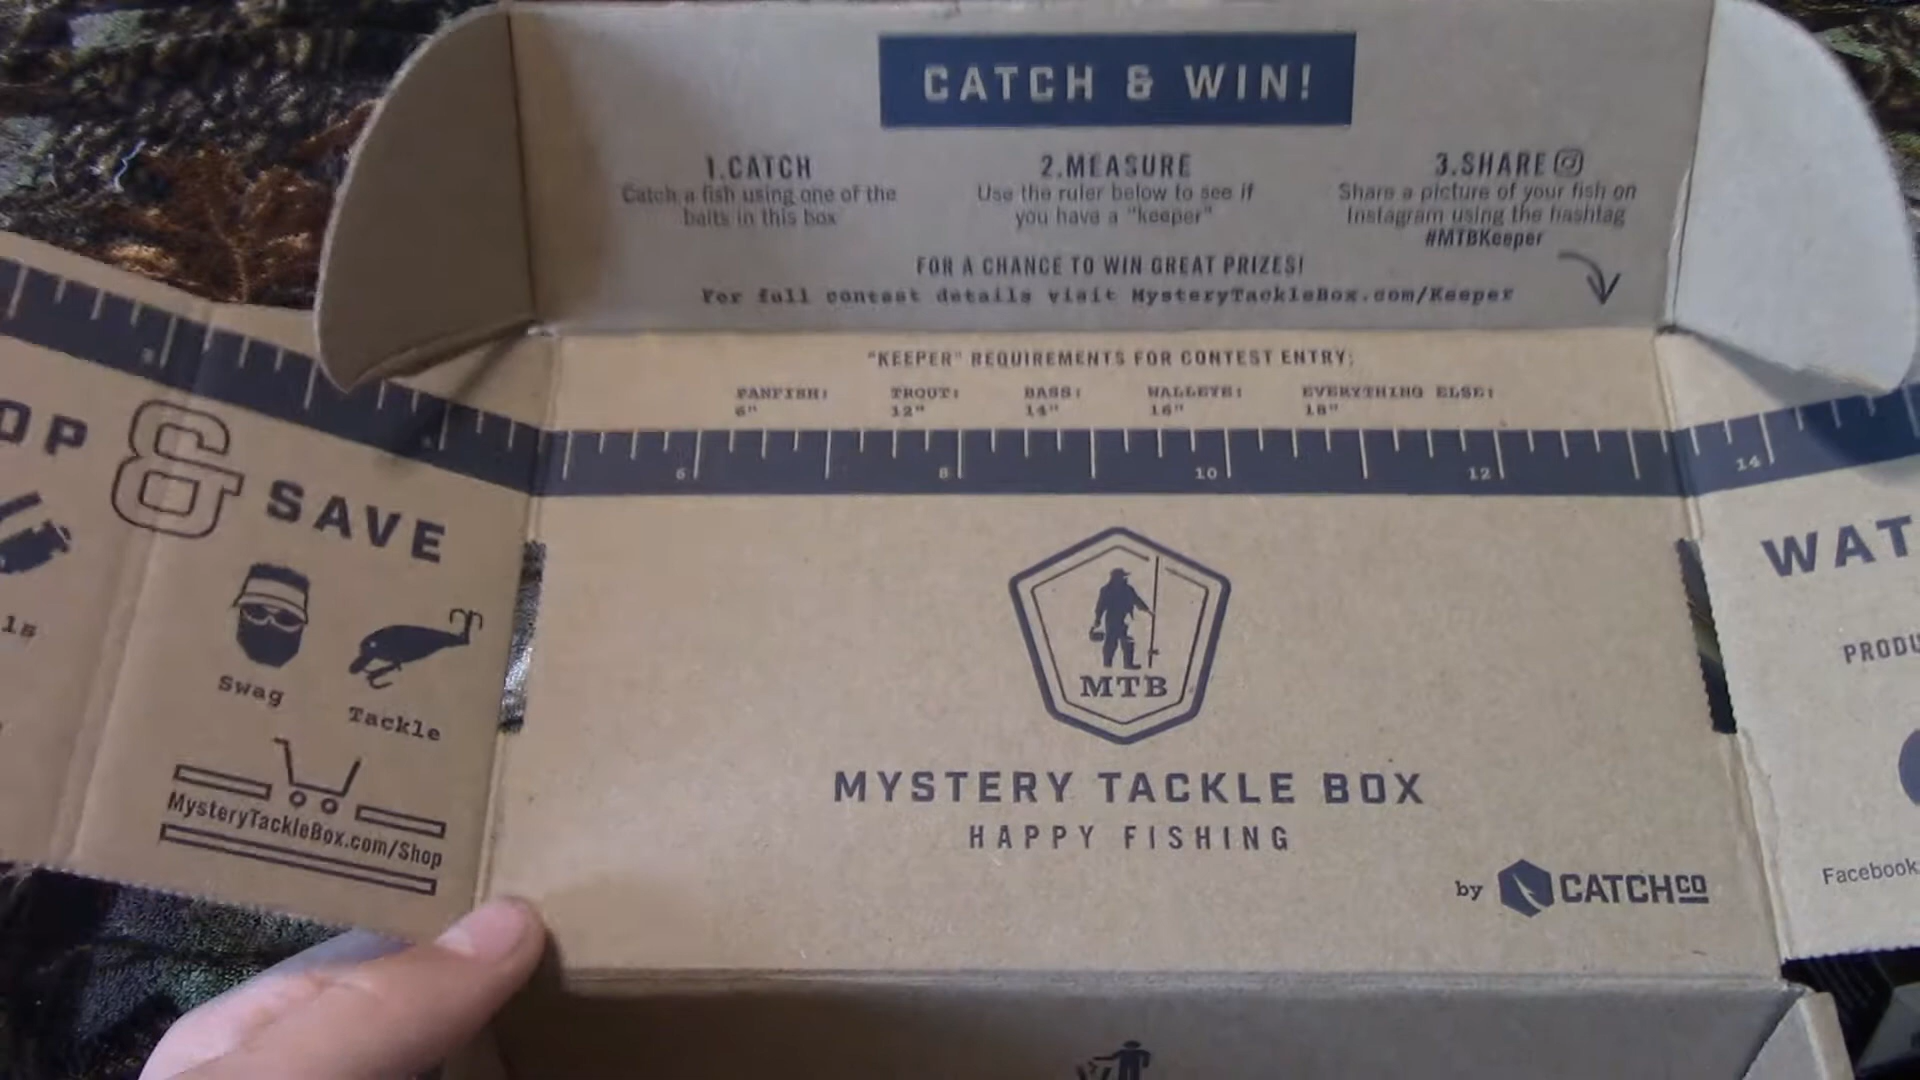 CATCH & WIN!
1.CATCH
Catch a fish using one of the
baits in this box
2.MEASURE
Use the ruler below to see if
you have a "keeper"
3.SHARE
Share a picture of your fish on
Instagram using the hashtag
#MTBKeeper
FOR A CHANCE TO WIN GREAT PRIZES!
For full contest details visit MysteryTackleBox.com/Keeper
"KEEPER" REQUIREMENTS FOR CONTEST ENTRY:
PANFISH: TROUT: BASS: WALLEYE: EVERYTHING ELSE:
6" 12" 14" 16" 18"
6 8 10 12 14
OP & SAVE
ls
Swag
Tackle
MysteryTackleBox.com/Shop
MTB
MYSTERY TACKLE BOX
HAPPY FISHING
by CATCHCO
WAT
PRODU
Facebook